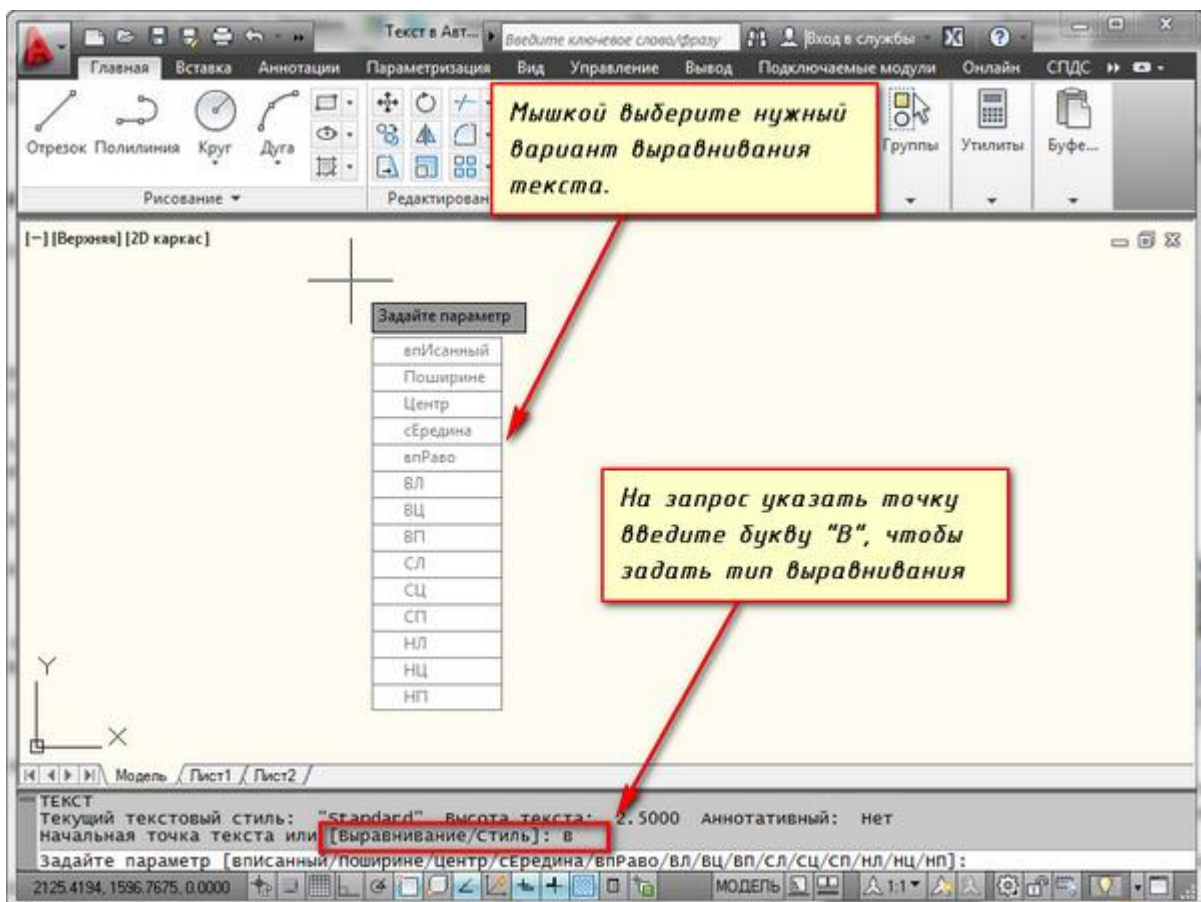 Текст в Авт...
Введите ключевое слово/фразу
Вход в службы
Главная Вставка Аннотации Параметризация Вид Управление Вывод Подключаемые модули Онлайн СПДС
Отрезок Полилиния Круг Дуга
Группы Утилиты Буфе...
Рисование Редактирован
Мышкой выберите нужный
вариант выравнивания
текста.
[−] [Верхняя] [2D каркас]
Задайте параметр
впИсанный
Поширине
Центр
сЕредина
впРаво
ВЛ
ВЦ
ВП
СЛ
СЦ
СП
НЛ
НЦ
НП
На запрос указать точку
введите букву "В", чтобы
задать тип выравнивания
Y
X
Модель Лист1 Лист2
ТЕКСТ
Текущий текстовый стиль: "Standard" Высота текста: 2.5000 Аннотативный: Нет
Начальная точка текста или [Выравнивание/Стиль]: в
Задайте параметр [впИсанный/Поширине/Центр/сЕредина/впРаво/ВЛ/ВЦ/ВП/СЛ/СЦ/СП/НЛ/НЦ/НП]:
2125.4194, 1596.7675, 0.0000 МОДЕЛЬ 1:1